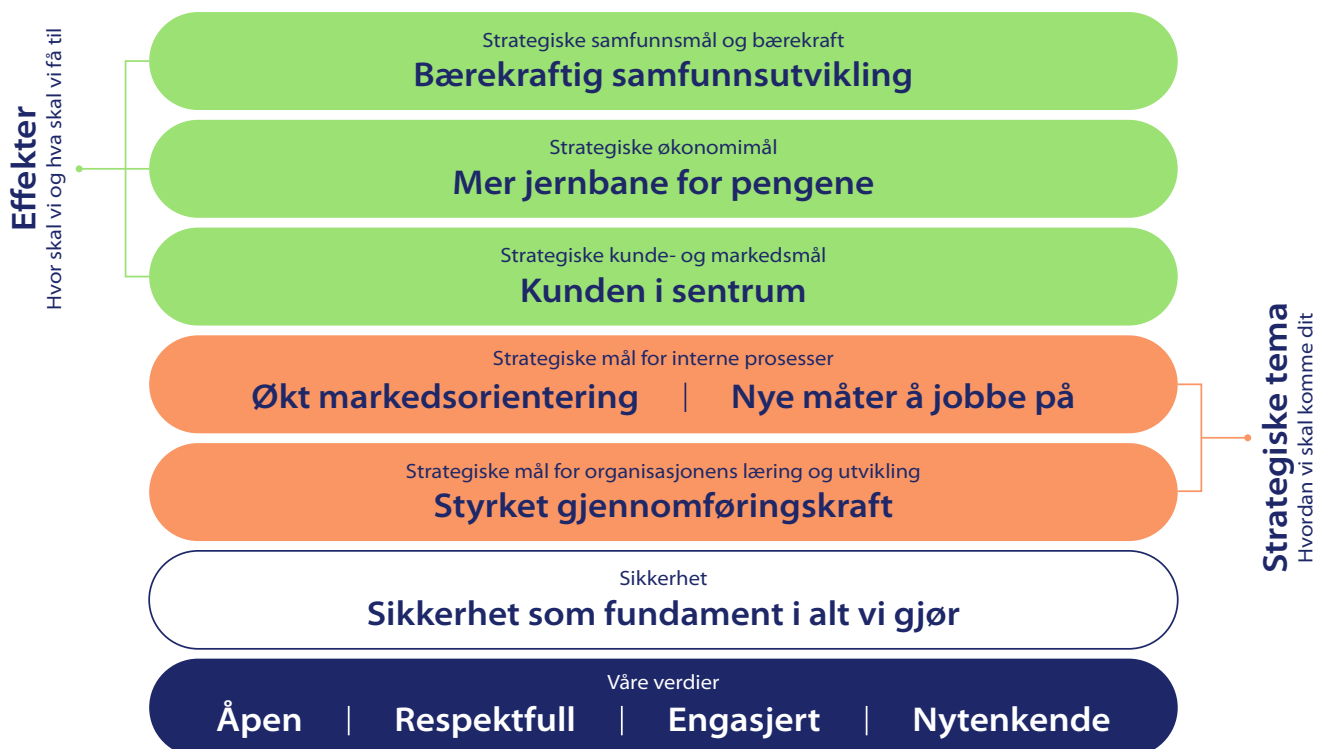 Effekter
Hvor skal vi og hva skal vi få til
Strategiske samfunnsmål og bærekraft
Bærekraftig samfunnsutvikling
Strategiske økonomimål
Mer jernbane for pengene
Strategiske kunde- og markedsmål
Kunden i sentrum
Strategiske mål for interne prosesser
Økt markedsorientering | Nye måter å jobbe på
Strategiske mål for organisasjonens læring og utvikling
Styrket gjennomføringskraft
Strategiske tema
Hvordan vi skal komme dit
Sikkerhet
Sikkerhet som fundament i alt vi gjør
Våre verdier
Åpen | Respektfull | Engasjert | Nytenkende